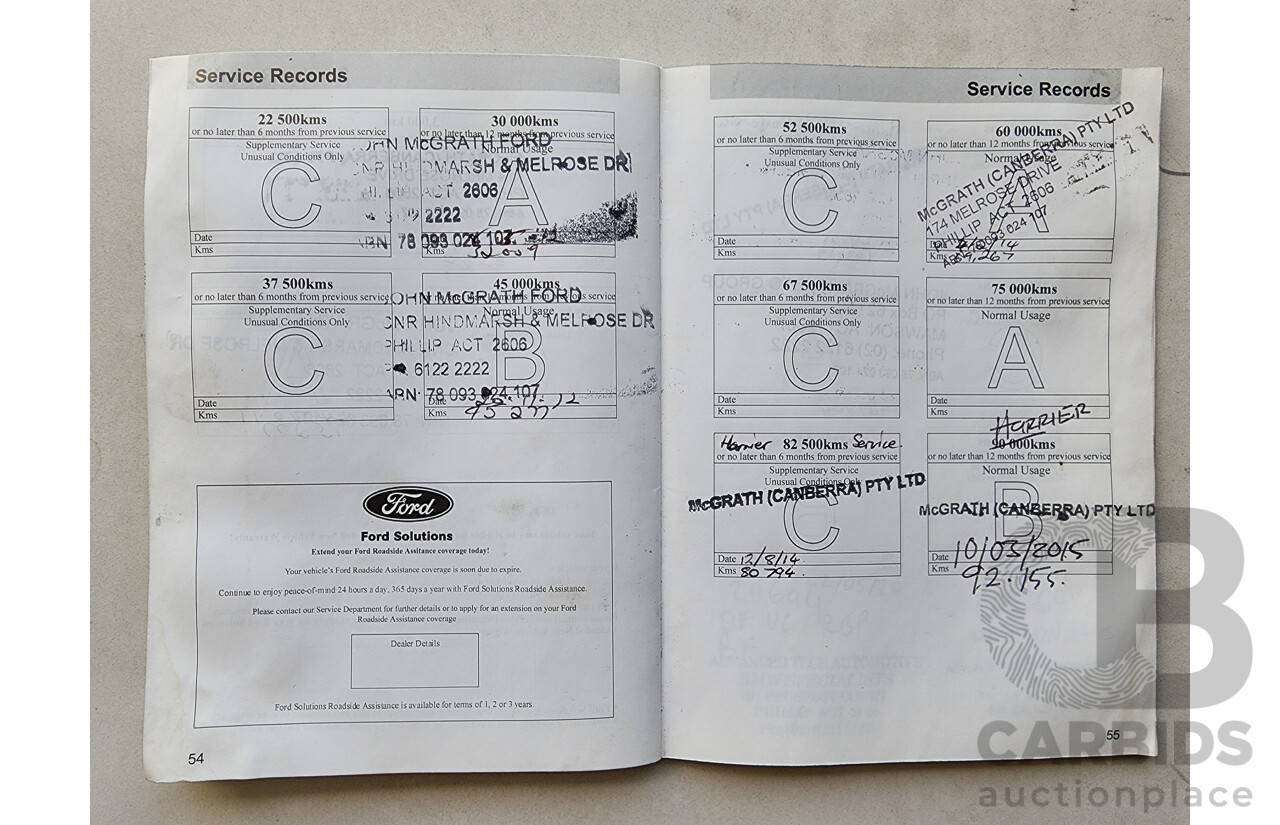 Service Records
22 500kms
or no later than 6 months from previous service
Supplementary Service
Unusual Conditions Only
C
Date
Kms
30 000kms
or no later than 12 months from previous service
Normal Usage
A
JOHN McGRATH FORD
CNR HINDMARSH & MELROSE DR
PHILLIP ACT 2606
2222
ABN 78 093 024 107
Kms
37 500kms
or no later than 6 months from previous service
Supplementary Service
Unusual Conditions Only
C
Date
Kms
45 000kms
or no later than 12 months from previous service
Normal Usage
B
JOHN McGRATH FORD
CNR HINDMARSH & MELROSE DR
PHILLIP ACT 2606
6122 2222
ABN 78 093 024 107
Date
Kms 45 277
Ford
Ford Solutions
Extend your Ford Roadside Assitance coverage today!
Your vehicle's Ford Roadside Assistance coverage is soon due to expire.
Continue to enjoy peace-of-mind 24 hours a day, 365 days a year with Ford Solutions Roadside Assistance.
Please contact our Service Department for further details or to apply for an extension on your Ford
Roadside Assistance coverage
Dealer Details
Ford Solutions Roadside Assistance is available for terms of 1, 2 or 3 years.
54
Service Records
52 500kms
or no later than 6 months from previous service
Supplementary Service
Unusual Conditions Only
C
Date
Kms
60 000kms
or no later than 12 months from previous service
Normal Usage
A
McGRATH (CANBERRA) PTY LTD
174 MELROSE DRIVE
PHILLIP ACT 2606
ABN 78 093 024 107
Kms
67 500kms
or no later than 6 months from previous service
Supplementary Service
Unusual Conditions Only
C
Date
Kms
75 000kms
or no later than 12 months from previous service
Normal Usage
A
Date
Kms
Harrier 82 500kms Service.
or no later than 6 months from previous service
Supplementary Service
Unusual Conditions Only
McGRATH (CANBERRA) PTY LTD
C
Date 12/8/14
Kms 80 794.
HARRIER
90 000kms
or no later than 12 months from previous service
Normal Usage
B
McGRATH (CANBERRA) PTY LTD
Date 10/03/2015
Kms 92.155.
55
CB
CARBIDS
auctionplace